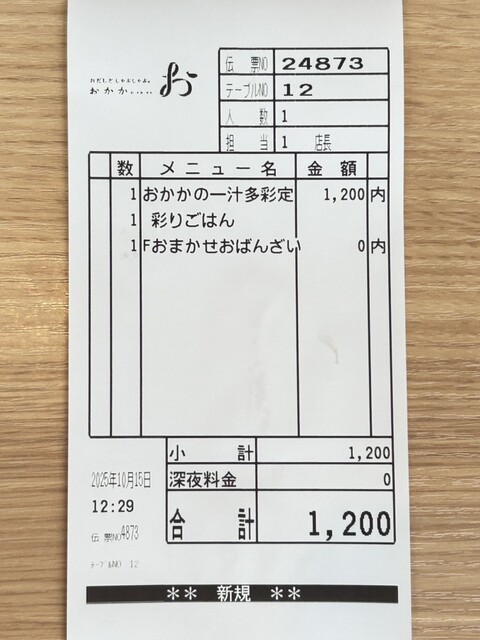 おだしとしゃぶしゃぶ。
おかか
お
伝票NO 24873
テーブルNO 12
人数 1
担当 1 店長
数 メニュー名 金額
1 おかかの一汁多彩定 1,200 内
1 彩りごはん
1 Fおまかせおばんざい 0 内
小計 1,200
深夜料金 0
合計 1,200
2025年10月15日
12:29
伝票NO4873
テーブルNO 12
** 新規 **